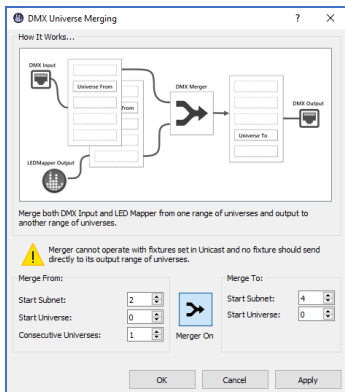 DMX Universe Merging
? ×
How It Works...
DMX Input
Universe From
From
DMX Merger
DMX Output
Universe To
LEDMapper Output
Merge both DMX Input and LED Mapper from one range of universes and output to
another range of universes.
Merger cannot operate with fixtures set in Unicast and no fixture should send
directly to its output range of universes.
Merge From:
Start Subnet: 2
Start Universe: 0
Consecutive Universes: 1
Merger On
Merge To:
Start Subnet: 4
Start Universe: 0
OK Cancel Apply